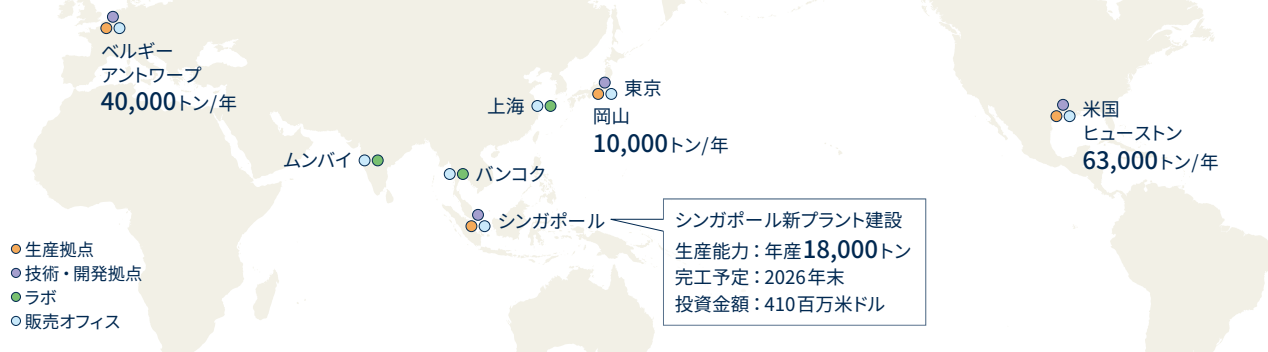 ベルギー
アントワープ
40,000トン/年
上海
東京
岡山
10,000トン/年
米国
ヒューストン
63,000トン/年
ムンバイ
バンコク
シンガポール
シンガポール新プラント建設
生産能力：年産18,000トン
完工予定：2026年末
投資金額：410百万米ドル
生産拠点
技術・開発拠点
ラボ
販売オフィス